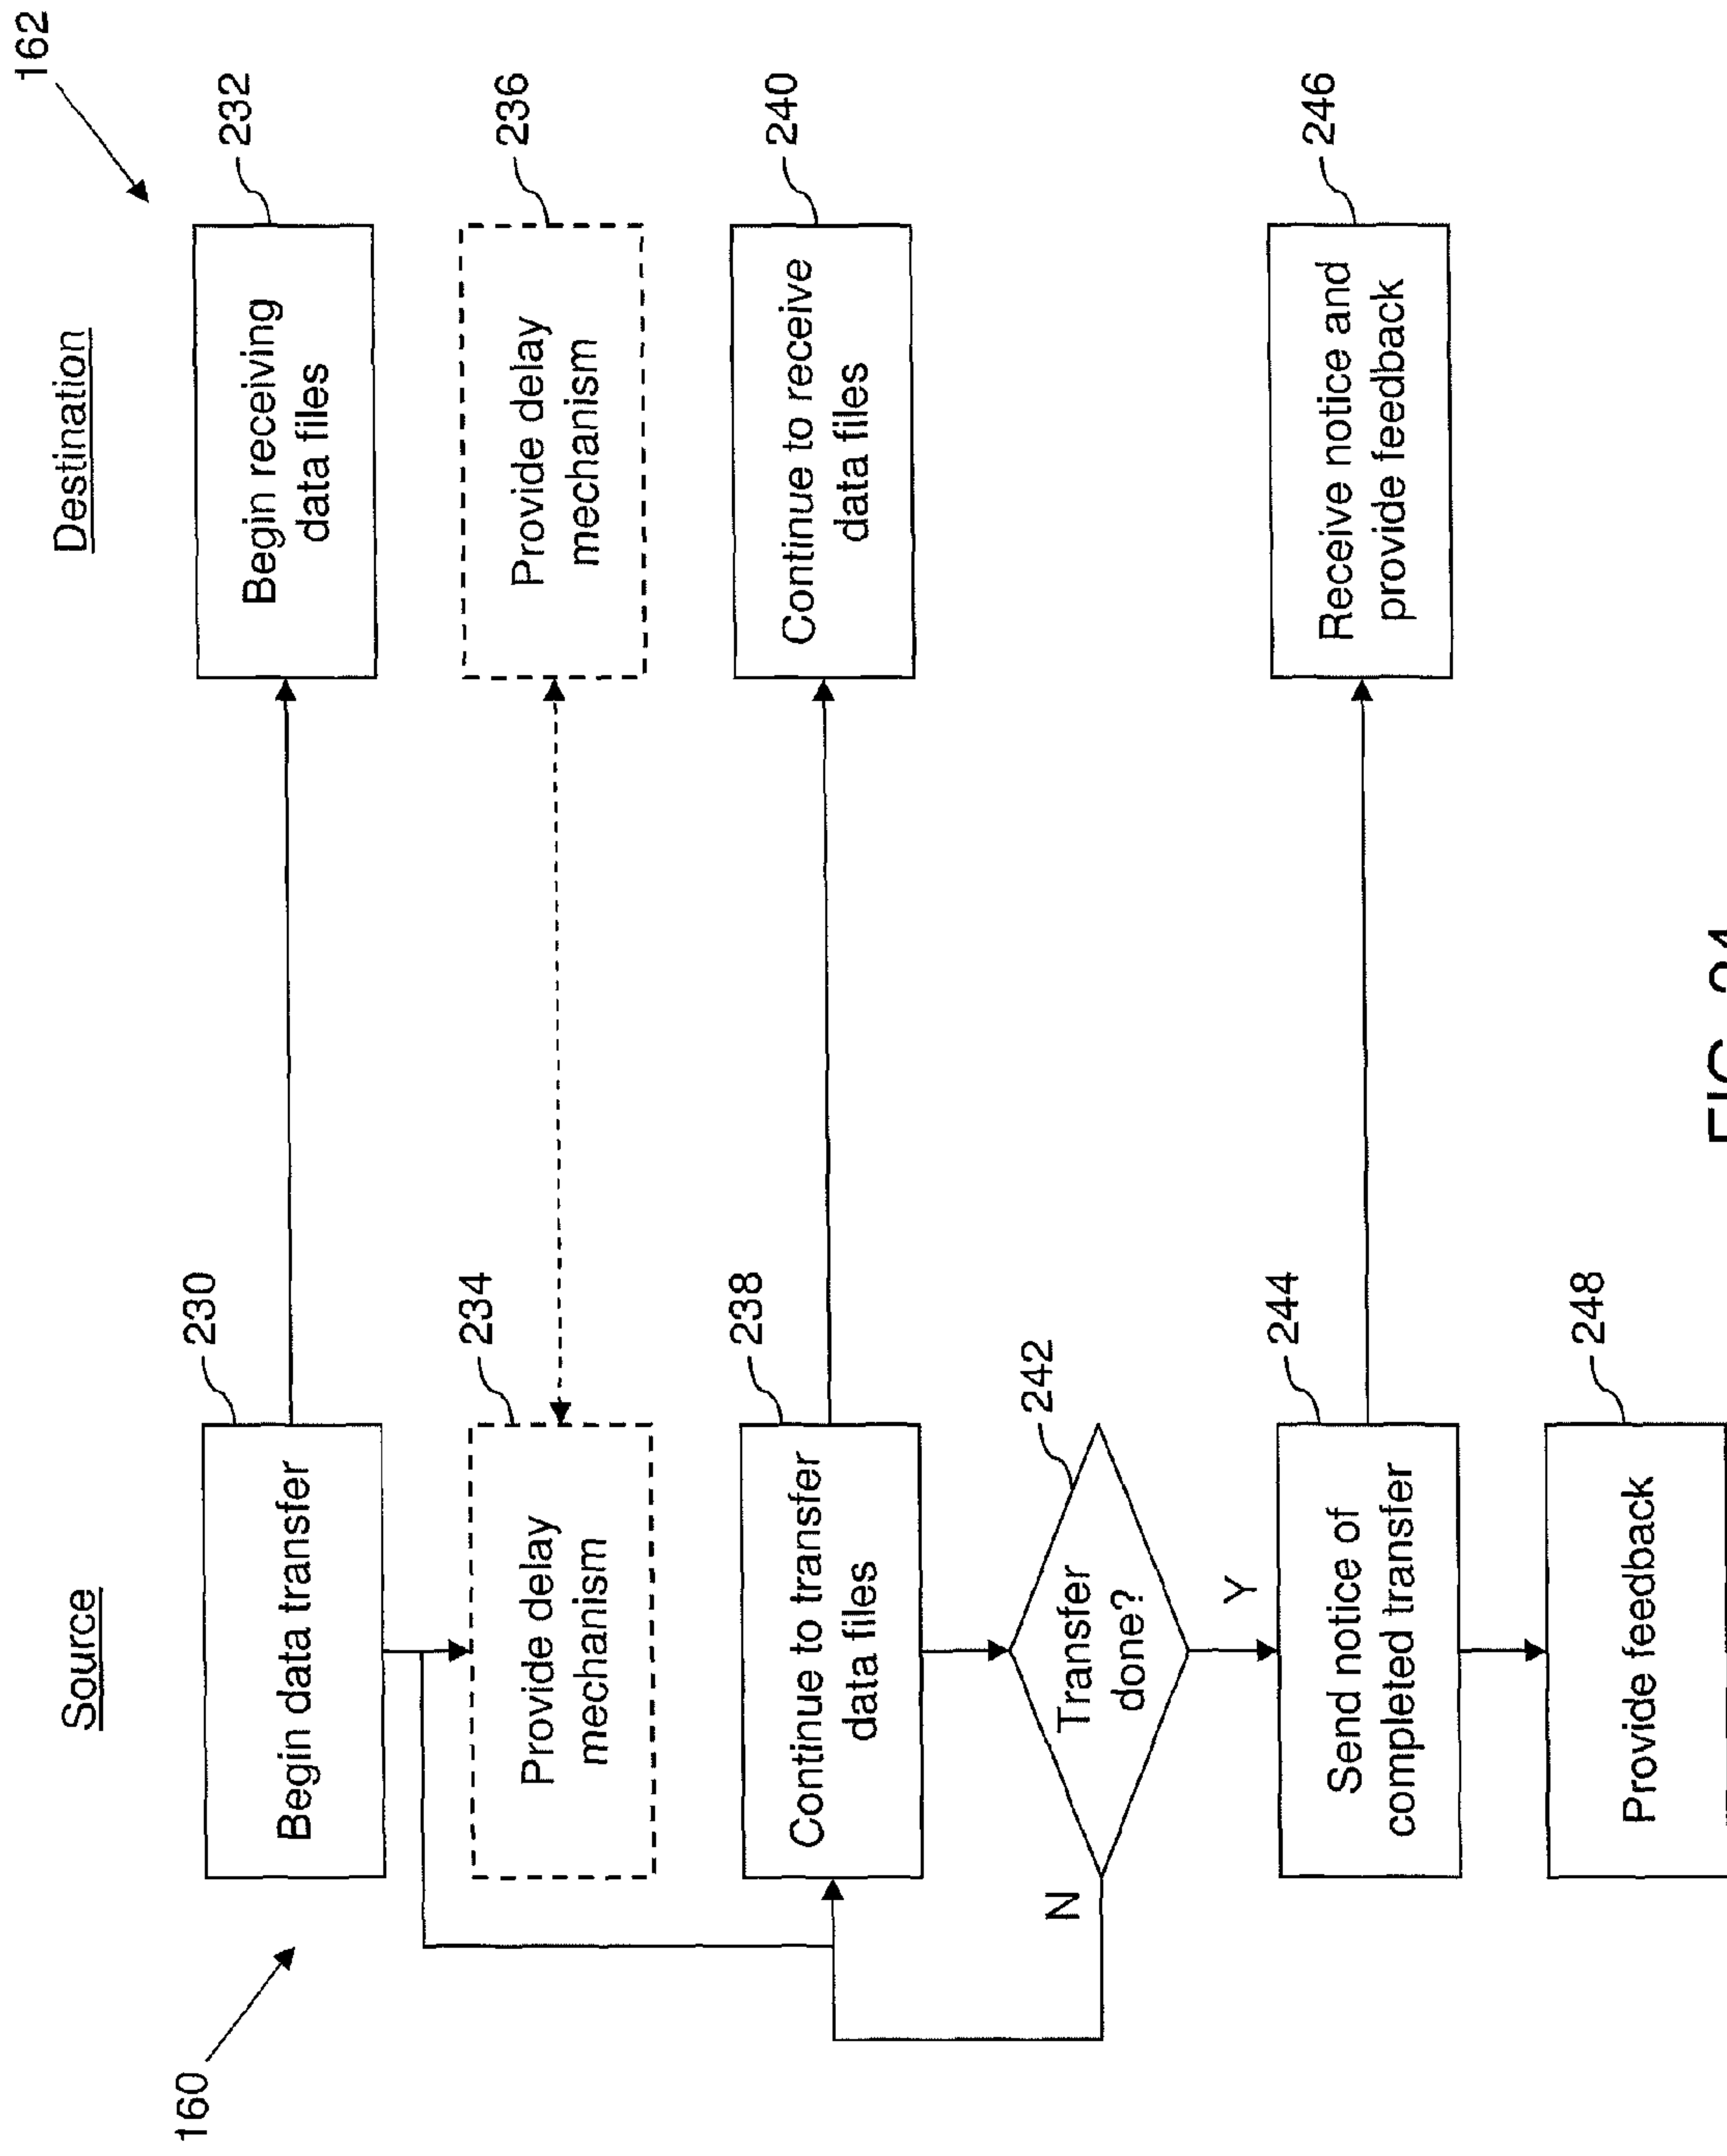 162
Source
Destination
160
230
Begin data transfer
232
Begin receiving
data files
234
Provide delay
mechanism
236
Provide delay
mechanism
238
Continue to transfer
data files
240
Continue to receive
data files
242
Transfer
done?
N
Y
244
Send notice of
completed transfer
246
Receive notice and
provide feedback
248
Provide feedback